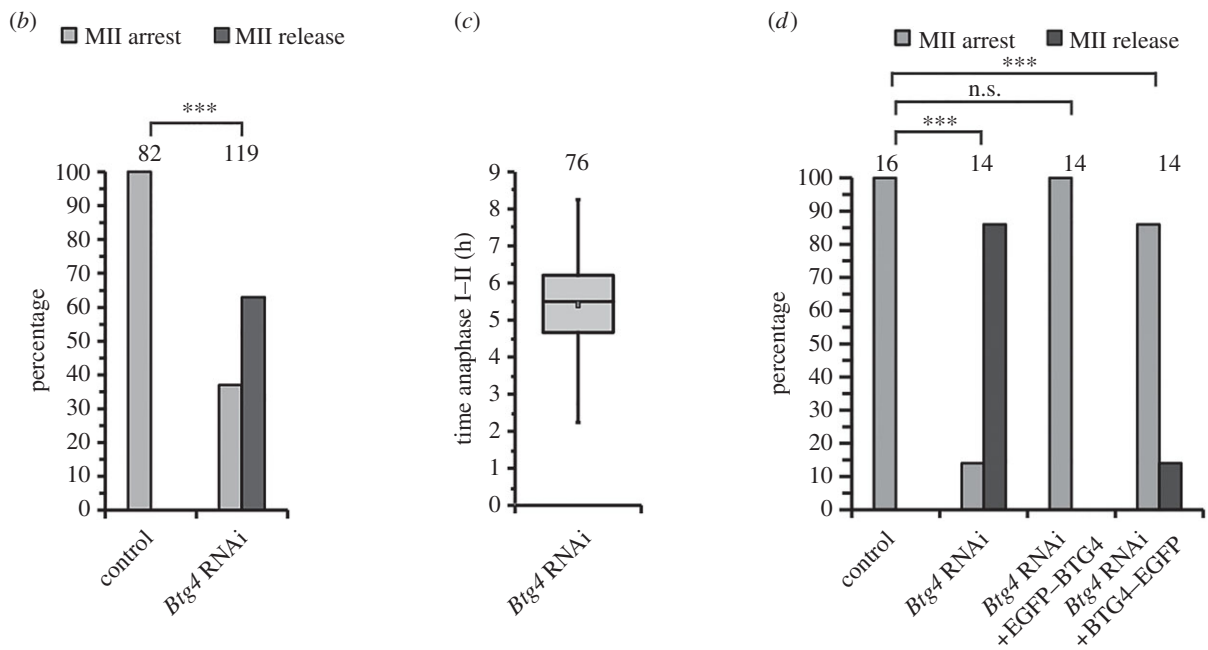 (b)
MII arrest MII release
***
82 119
100
90
80
70
60
50
40
30
20
10
0
percentage
control
Btg4 RNAi
(c)
76
9
8
7
6
5
4
3
2
1
0
time anaphase I–II (h)
Btg4 RNAi
(d)
MII arrest MII release
***
n.s.
***
16 14 14 14
100
90
80
70
60
50
40
30
20
10
0
percentage
control
Btg4 RNAi
Btg4 RNAi
+EGFP–BTG4
Btg4 RNAi
+BTG4–EGFP